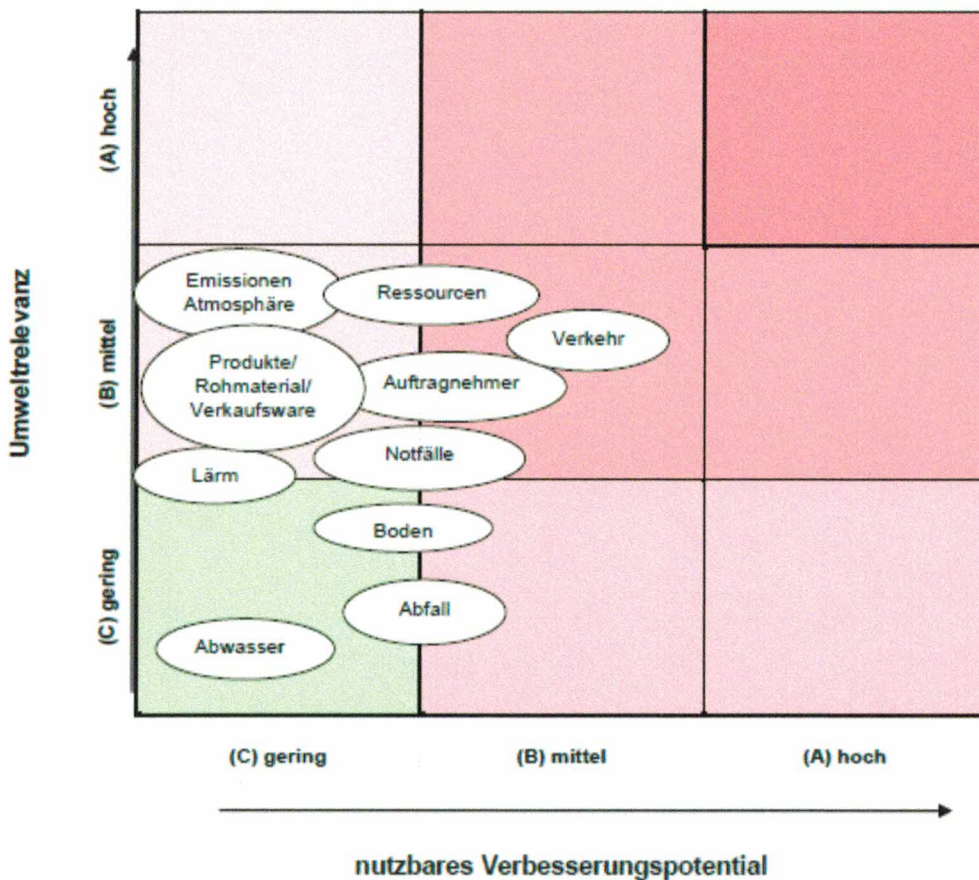 (A) hoch
Umweltrelevanz
(B) mittel
(C) gering
Emissionen
Atmosphäre
Ressourcen
Verkehr
Produkte/
Rohmaterial/
Verkaufsware
Auftragnehmer
Notfälle
Lärm
Boden
Abfall
Abwasser
(C) gering
(B) mittel
(A) hoch
nutzbares Verbesserungspotential